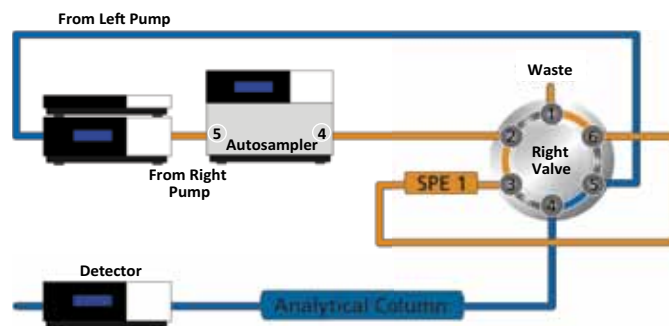 From Left Pump
Waste
1
5
4
2
6
Autosampler
Right
Valve
From Right
Pump
SPE 1
3
5
4
Detector
Analytical Column